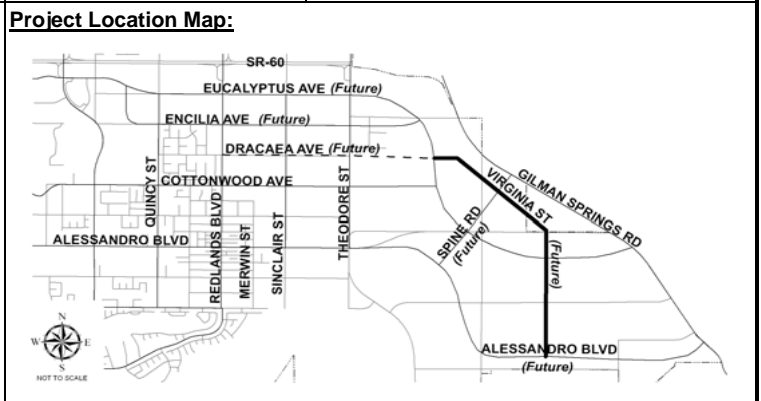 Project Location Map:
SR-60
EUCALYPTUS AVE (Future)
ENCILIA AVE (Future)
DRACAEA AVE (Future)
COTTONWOOD AVE
ALESSANDRO BLVD
QUINCY ST
REDLANDS BLVD
MERWIN ST
SINCLAIR ST
THEODORE ST
VIRGINIA ST
(Future)
GILMAN SPRINGS RD
SPINE RD
(Future)
ALESSANDRO BLVD
(Future)
N
W E
S
NOT TO SCALE